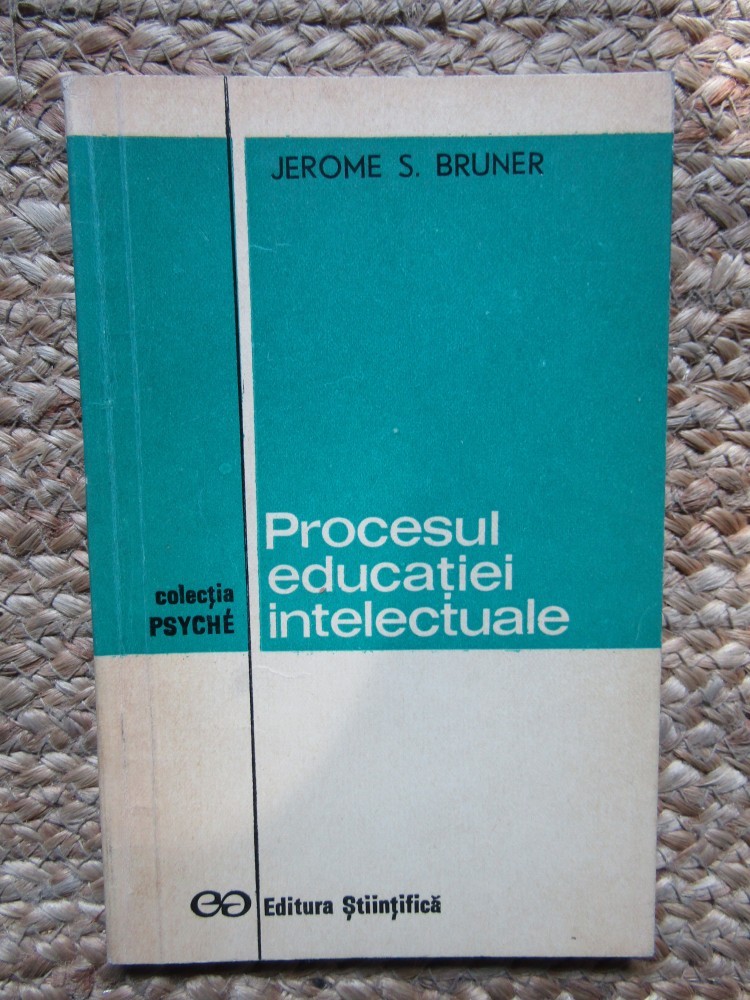 JEROME S. BRUNER
Procesul
educației
intelectuale
colecția
PSYCHÉ
Editura Științifică